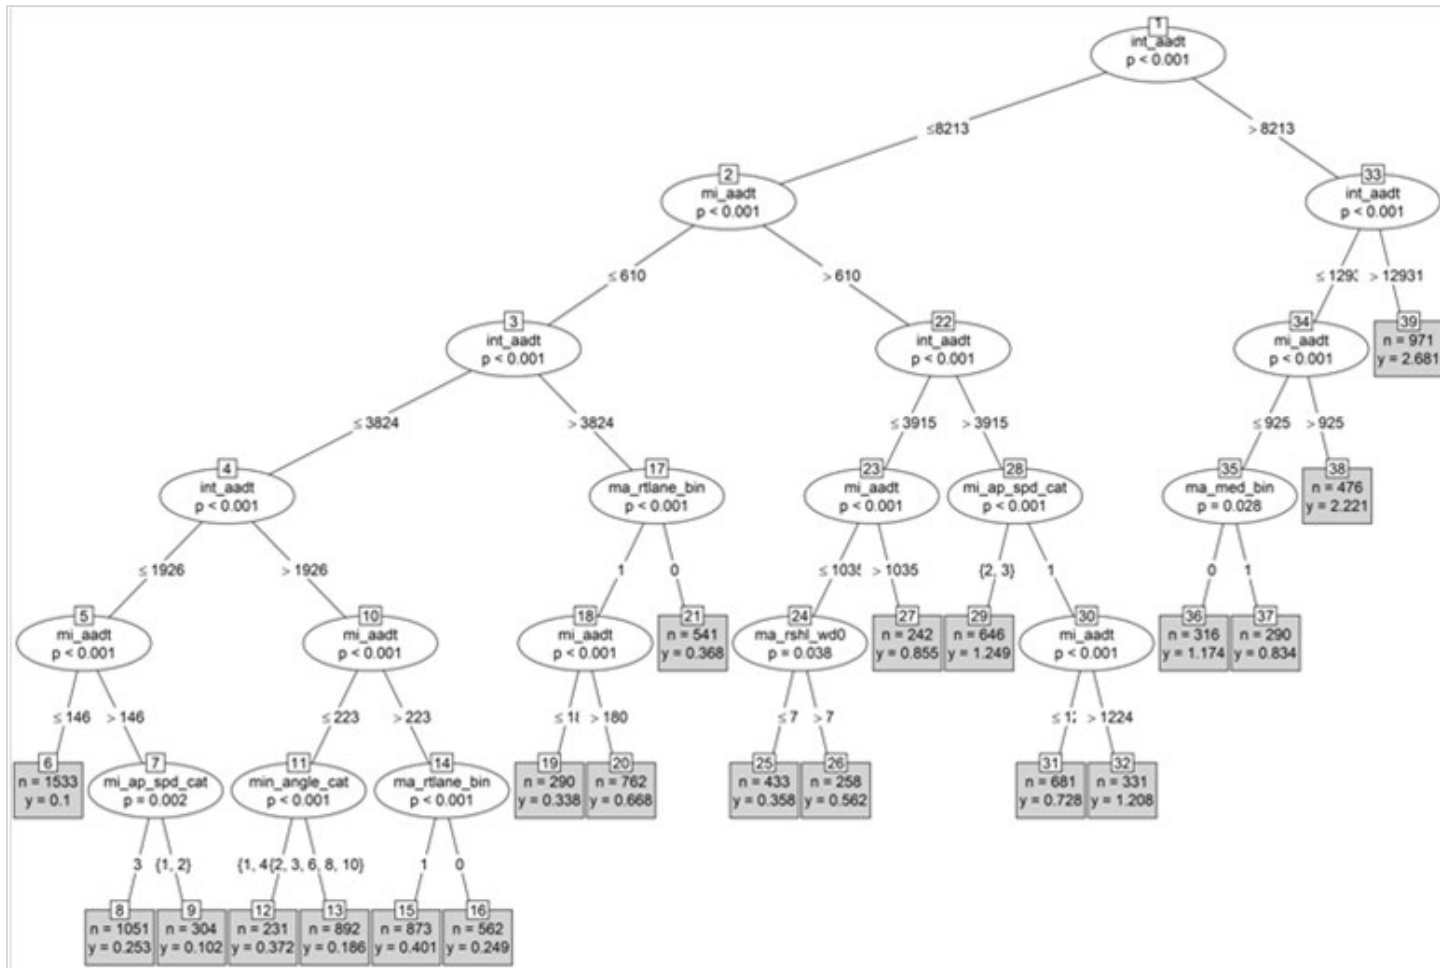 1
int_aadt
p < 0.001
≤8213
> 8213
2
mi_aadt
p < 0.001
33
int_aadt
p < 0.001
≤ 610
> 610
≤ 1293
> 12931
3
int_aadt
p < 0.001
22
int_aadt
p < 0.001
34
mi_aadt
p < 0.001
39
n = 971
y = 2.681
≤ 3824
> 3824
≤ 3915
> 3915
≤ 925
> 925
4
int_aadt
p < 0.001
17
ma_rtlane_bin
p < 0.001
23
mi_aadt
p < 0.001
28
mi_ap_spd_cat
p < 0.001
35
ma_med_bin
p = 0.028
38
n = 476
y = 2.221
≤ 1926
> 1926
1
0
≤ 1035
> 1035
{2, 3}
1
0
1
5
mi_aadt
p < 0.001
10
mi_aadt
p < 0.001
18
mi_aadt
p < 0.001
21
n = 541
y = 0.368
24
ma_rshl_wd0
p = 0.038
27
n = 242
y = 0.855
29
n = 646
y = 1.249
30
mi_aadt
p < 0.001
36
n = 316
y = 1.174
37
n = 290
y = 0.834
≤ 146
> 146
≤ 223
> 223
> 180
≤ 7
> 7
> 1224
6
n = 1533
y = 0.1
7
mi_ap_spd_cat
p = 0.002
11
min_angle_cat
p < 0.001
14
ma_rtlane_bin
p < 0.001
19
n = 290
y = 0.338
20
n = 762
y = 0.668
25
n = 433
y = 0.358
26
n = 258
y = 0.562
31
n = 681
y = 0.728
32
n = 331
y = 1.208
3
{1, 2}
{1, 4
{2, 3, 6, 8, 10}
1
0
8
n = 1051
y = 0.253
9
n = 304
y = 0.102
12
n = 231
y = 0.372
13
n = 892
y = 0.186
15
n = 873
y = 0.401
16
n = 562
y = 0.249